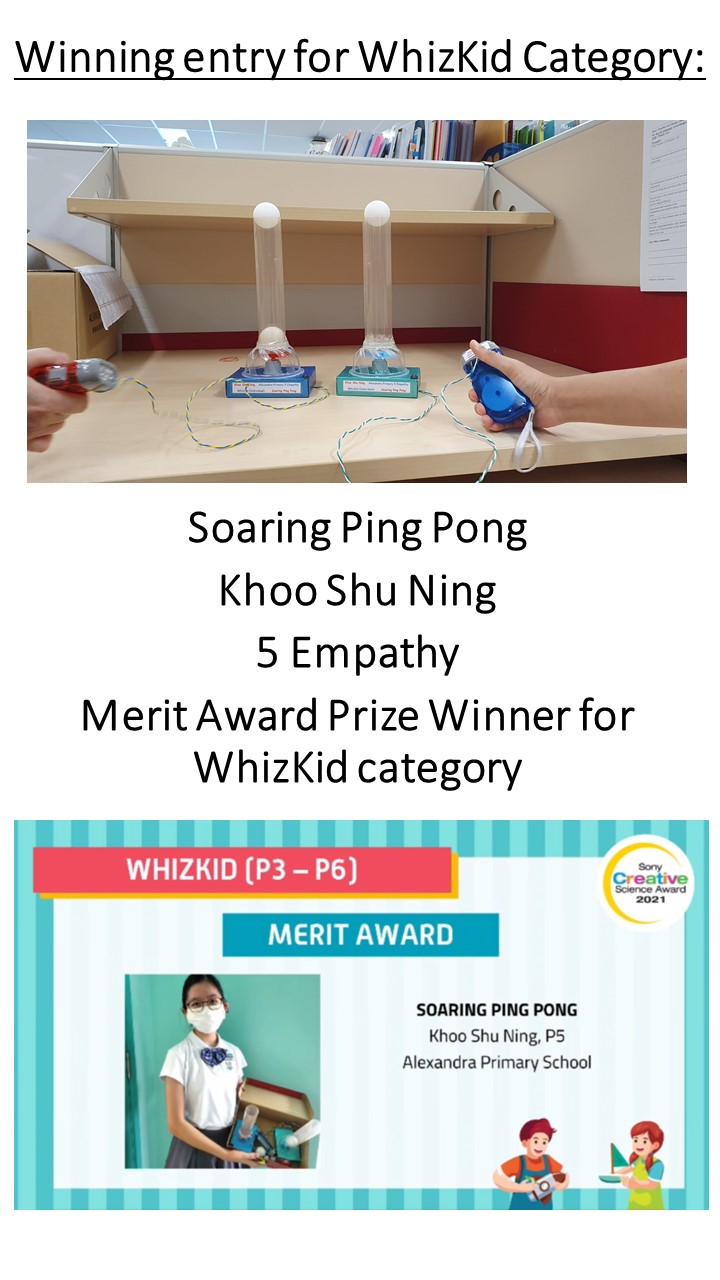 Winning entry for WhizKid Category:
Soaring Ping Pong
Khoo Shu Ning
5 Empathy
Merit Award Prize Winner for
WhizKid category
WHIZKID (P3 – P6)
Sony
Creative
Science Award
2021
MERIT AWARD
SOARING PING PONG
Khoo Shu Ning, P5
Alexandra Primary School